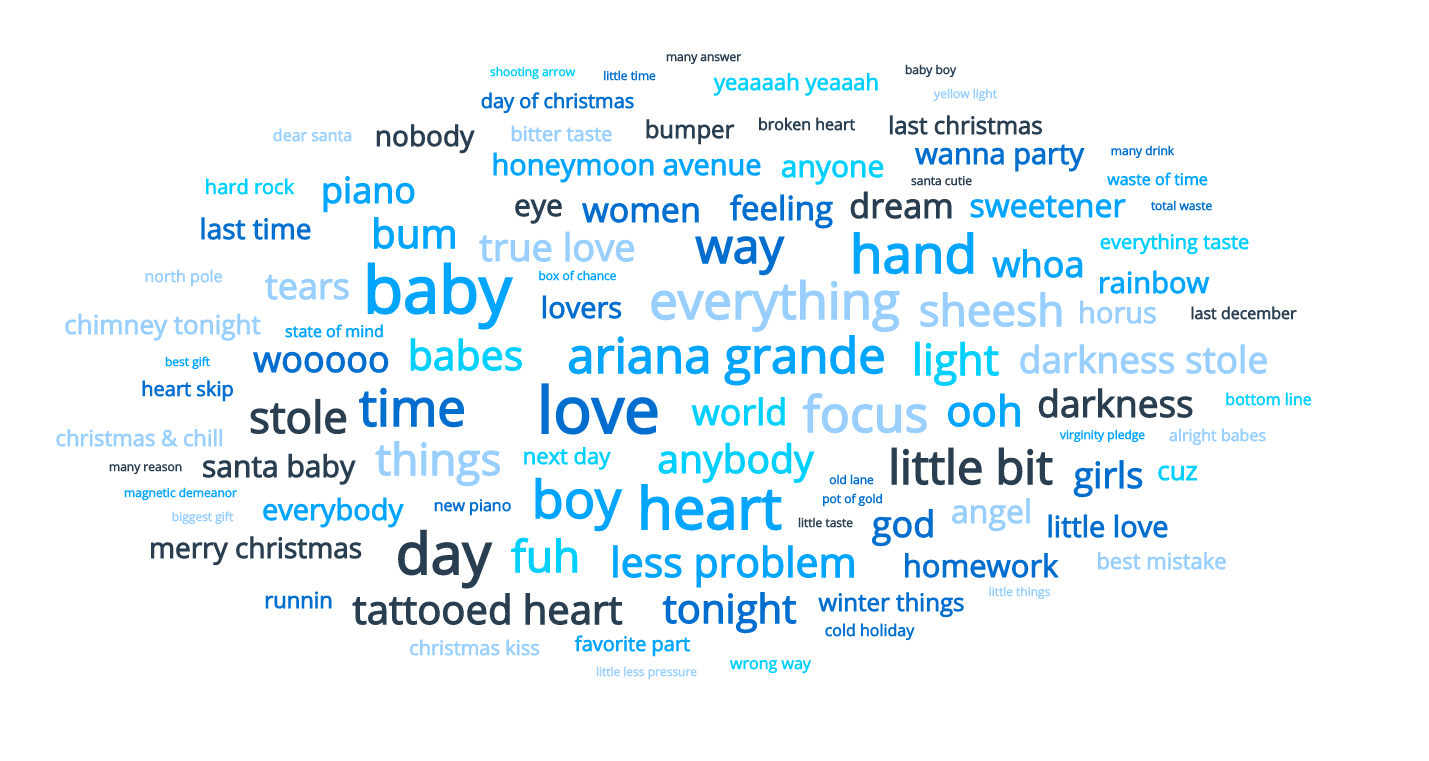 many answer
shooting arrow
little time
yeaaaah yeaaah
baby boy
day of christmas
yellow light
dear santa
nobody
bitter taste
bumper
broken heart
last christmas
honeymoon avenue
anyone
wanna party
many drink
hard rock
piano
santa cutie
waste of time
eye
women
feeling
dream
sweetener
total waste
last time
bum
true love
way
hand
whoa
everything taste
north pole
tears
baby
box of chance
lovers
everything
sheesh
rainbow
horus
last december
chimney tonight
state of mind
best gift
wooooo
babes
ariana grande
light
darkness stole
heart skip
stole
time
love
world
focus
ooh
darkness
bottom line
christmas & chill
virginity pledge
alright babes
many reason
santa baby
things
next day
anybody
little bit
girls
cuz
magnetic demeanor
old lane
pot of gold
biggest gift
everybody
new piano
boy
heart
little taste
god
angel
little love
merry christmas
day
fuh
less problem
homework
best mistake
runnin
tattooed heart
tonight
winter things
little things
cold holiday
christmas kiss
favorite part
wrong way
little less pressure